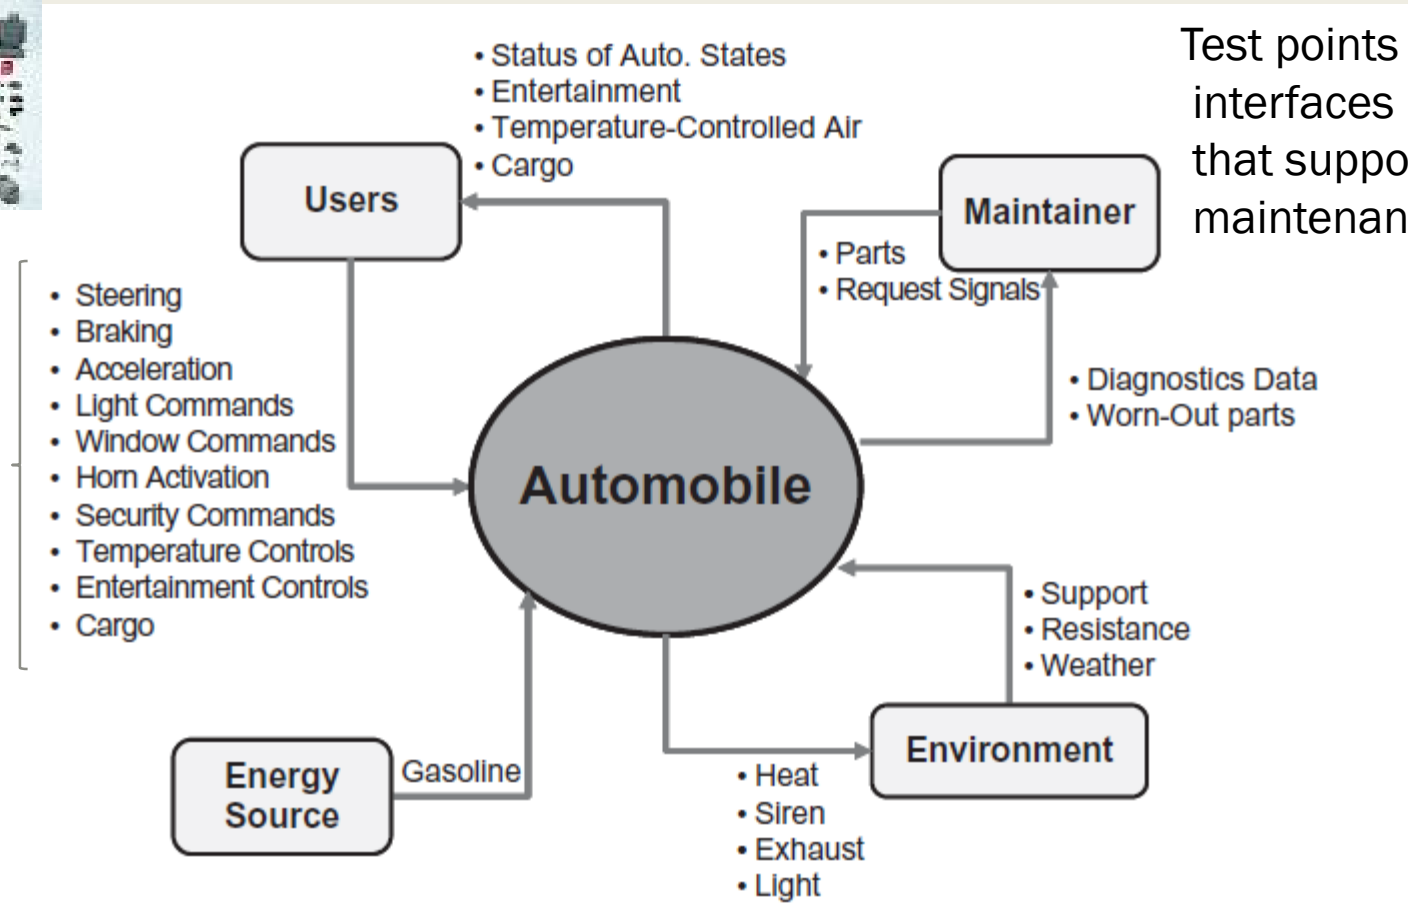 • Status of Auto. States
• Entertainment
• Temperature-Controlled Air
• Cargo
Test points
interfaces
that suppo
maintenan
Users
Maintainer
• Parts
• Request Signals
• Steering
• Braking
• Acceleration
• Light Commands
• Window Commands
• Horn Activation
• Security Commands
• Temperature Controls
• Entertainment Controls
• Cargo
• Diagnostics Data
• Worn-Out parts
Automobile
• Support
• Resistance
• Weather
Energy
Source
Gasoline
Environment
• Heat
• Siren
• Exhaust
• Light